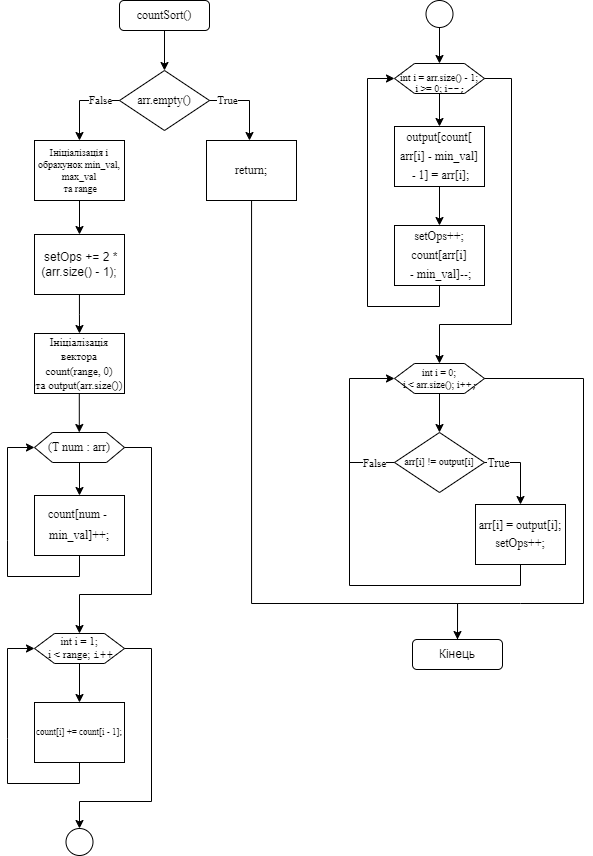 countSort()
arr.empty()
False
True
Ініціалізація і
обрахунок min_val,
max_val
та range
return;
setOps += 2 *
(arr.size() - 1);
Ініціалізація
вектора
count(range, 0)
та output(arr.size())
(T num : arr)
count[num -
min_val]++;
int i = 1;
i < range; i++
count[i] += count[i - 1];
int i = arr.size() - 1;
i >= 0; i--;
output[count[
arr[i] - min_val]
- 1] = arr[i];
setOps++;
count[arr[i]
- min_val]--;
int i = 0;
i < arr.size(); i++;
arr[i] != output[i]
False
True
arr[i] = output[i];
setOps++;
Кінець